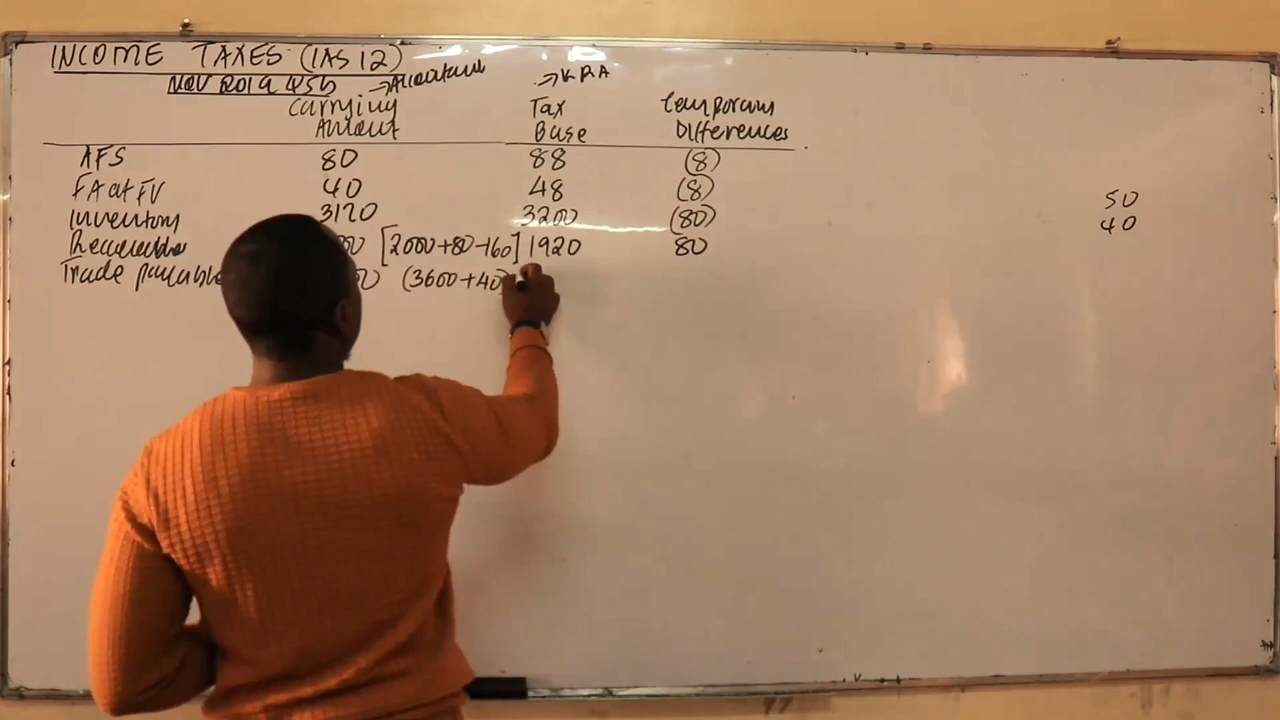 INCOME TAXES (IAS 12)
NOV 2019 Q5b
→KRA
Carrying Amount
Tax Base
Temporary Differences
AFS 80 88 (8)
FA at FV 40 48 (8)
Inventory 3120 3200 (80)
Receivables [2000+80-160] 1920 80
Trade payable (3600+40)
50
40